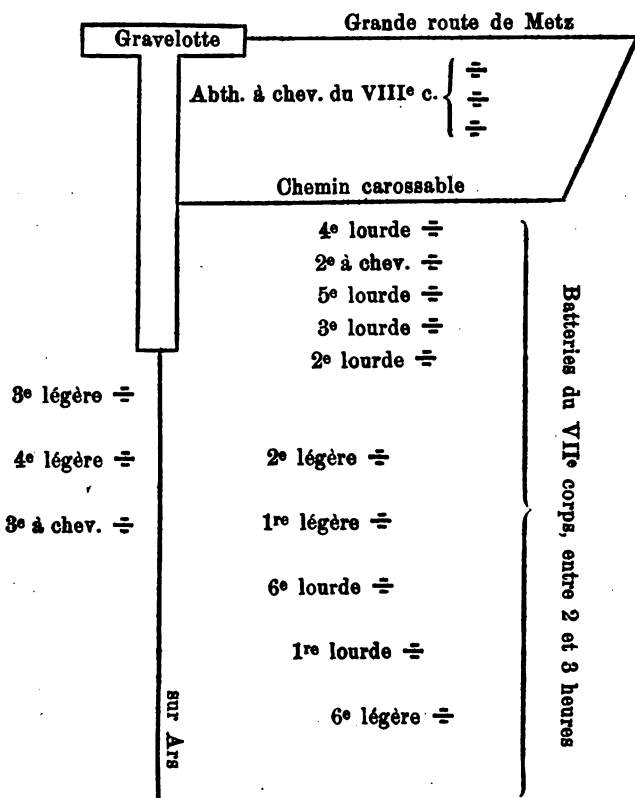 Grande route de Metz
Gravelotte
Abth. à chev. du VIIIe c.
Chemin carossable
4e lourde
2e à chev.
5e lourde
3e lourde
2e lourde
3e légère
4e légère
2e légère
3e à chev.
1re légère
6e lourde
1re lourde
6e légère
sur Ars
Batteries du VIIe corps, entre 2 et 3 heures